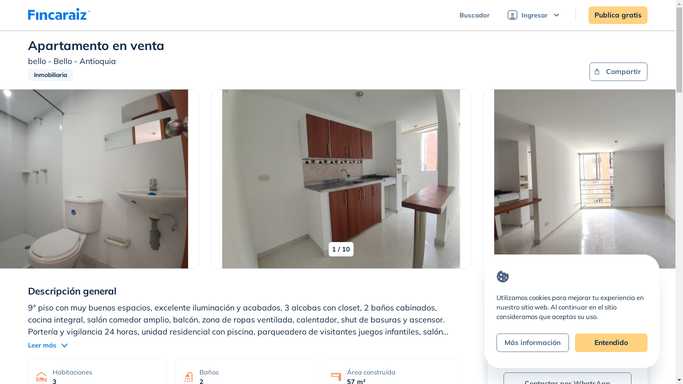 Fincaraiz
Buscador
Ingresar
Publica gratis
Apartamento en venta
bello - Bello - Antioquia
Inmobiliaria
Compartir
1 / 10
Descripción general
9° piso con muy buenos espacios, excelente iluminación y acabados, 3 alcobas con closet, 2 baños cabinados,
cocina integral, salón comedor amplio, balcón, zona de ropas ventilada, calentador, shut de basuras y ascensor.
Portería y vigilancia 24 horas, unidad residencial con piscina, parqueadero de visitantes juegos infantiles, salón...
Leer más
Habitaciones
3
Baños
2
Área construida
57 m²
Utilizamos cookies para mejorar tu experiencia en
nuestro sitio web. Al continuar en el sitio
consideramos que aceptas su uso.
Más información
Entendido
Contactar por WhatsApp